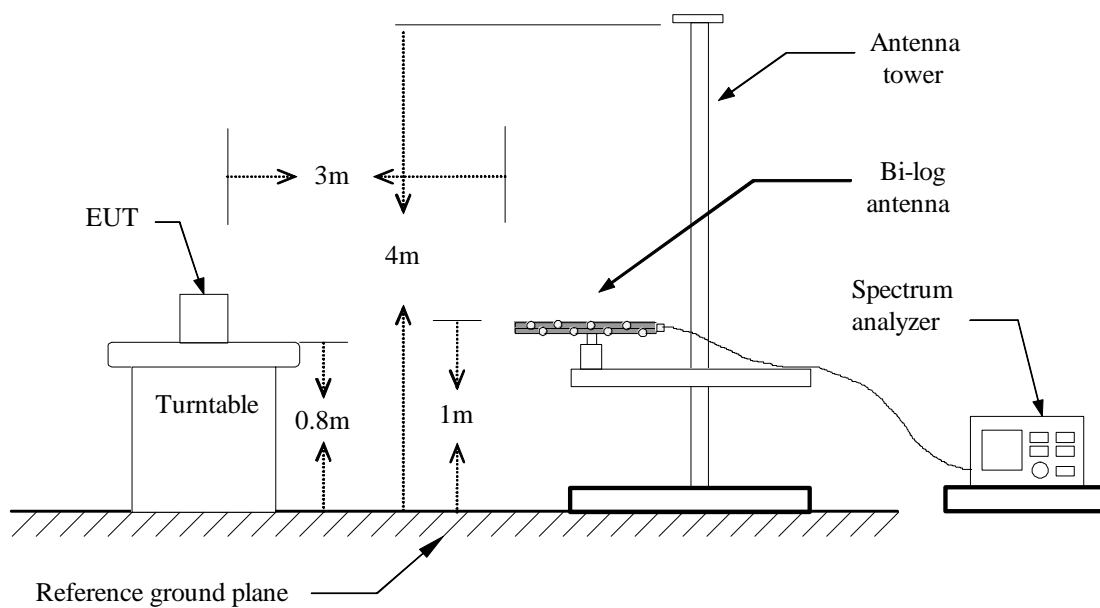 Antenna
tower
3m
Bi-log
antenna
EUT
4m
Spectrum
analyzer
Turntable
0.8m
1m
Reference ground plane